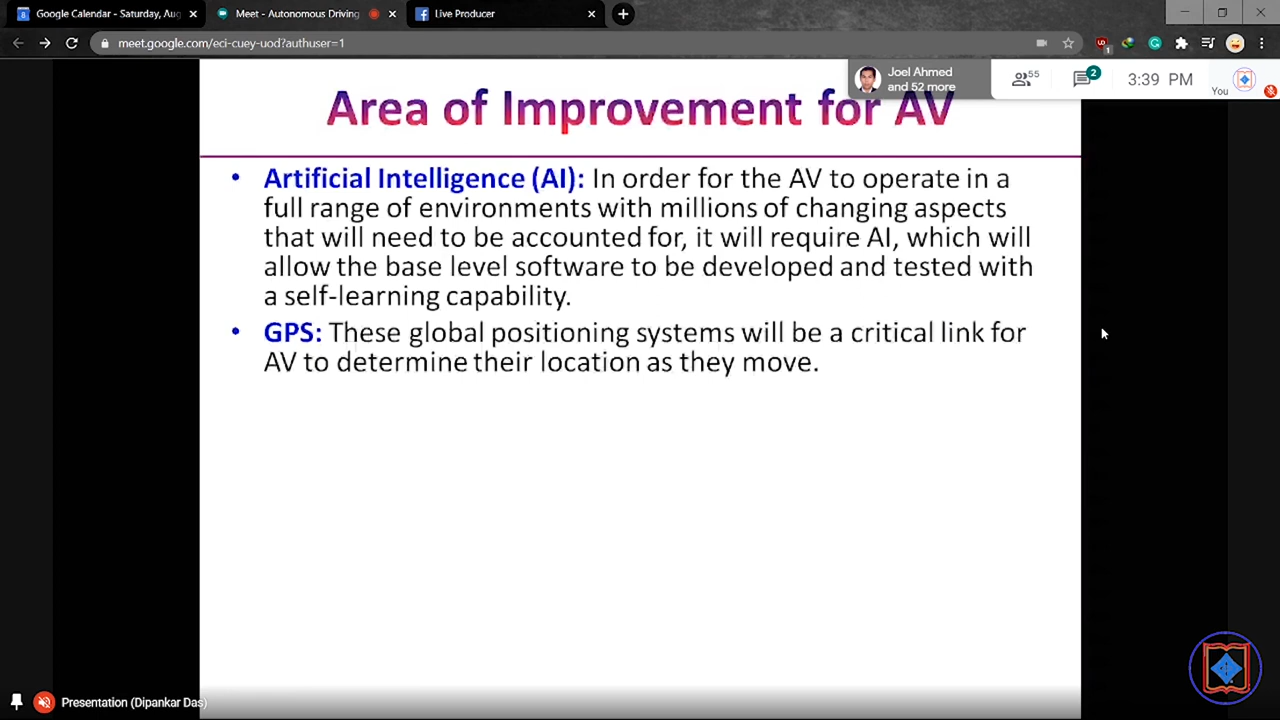 Google Calendar - Saturday, Aug
Meet - Autonomous Driving
Live Producer
meet.google.com/eci-cuey-uod?authuser=1
Joel Ahmed
and 52 more
55
2
3:39 PM
You
Area of Improvement for AV
• Artificial Intelligence (AI): In order for the AV to operate in a
full range of environments with millions of changing aspects
that will need to be accounted for, it will require AI, which will
allow the base level software to be developed and tested with
a self-learning capability.
• GPS: These global positioning systems will be a critical link for
AV to determine their location as they move.
Presentation (Dipankar Das)